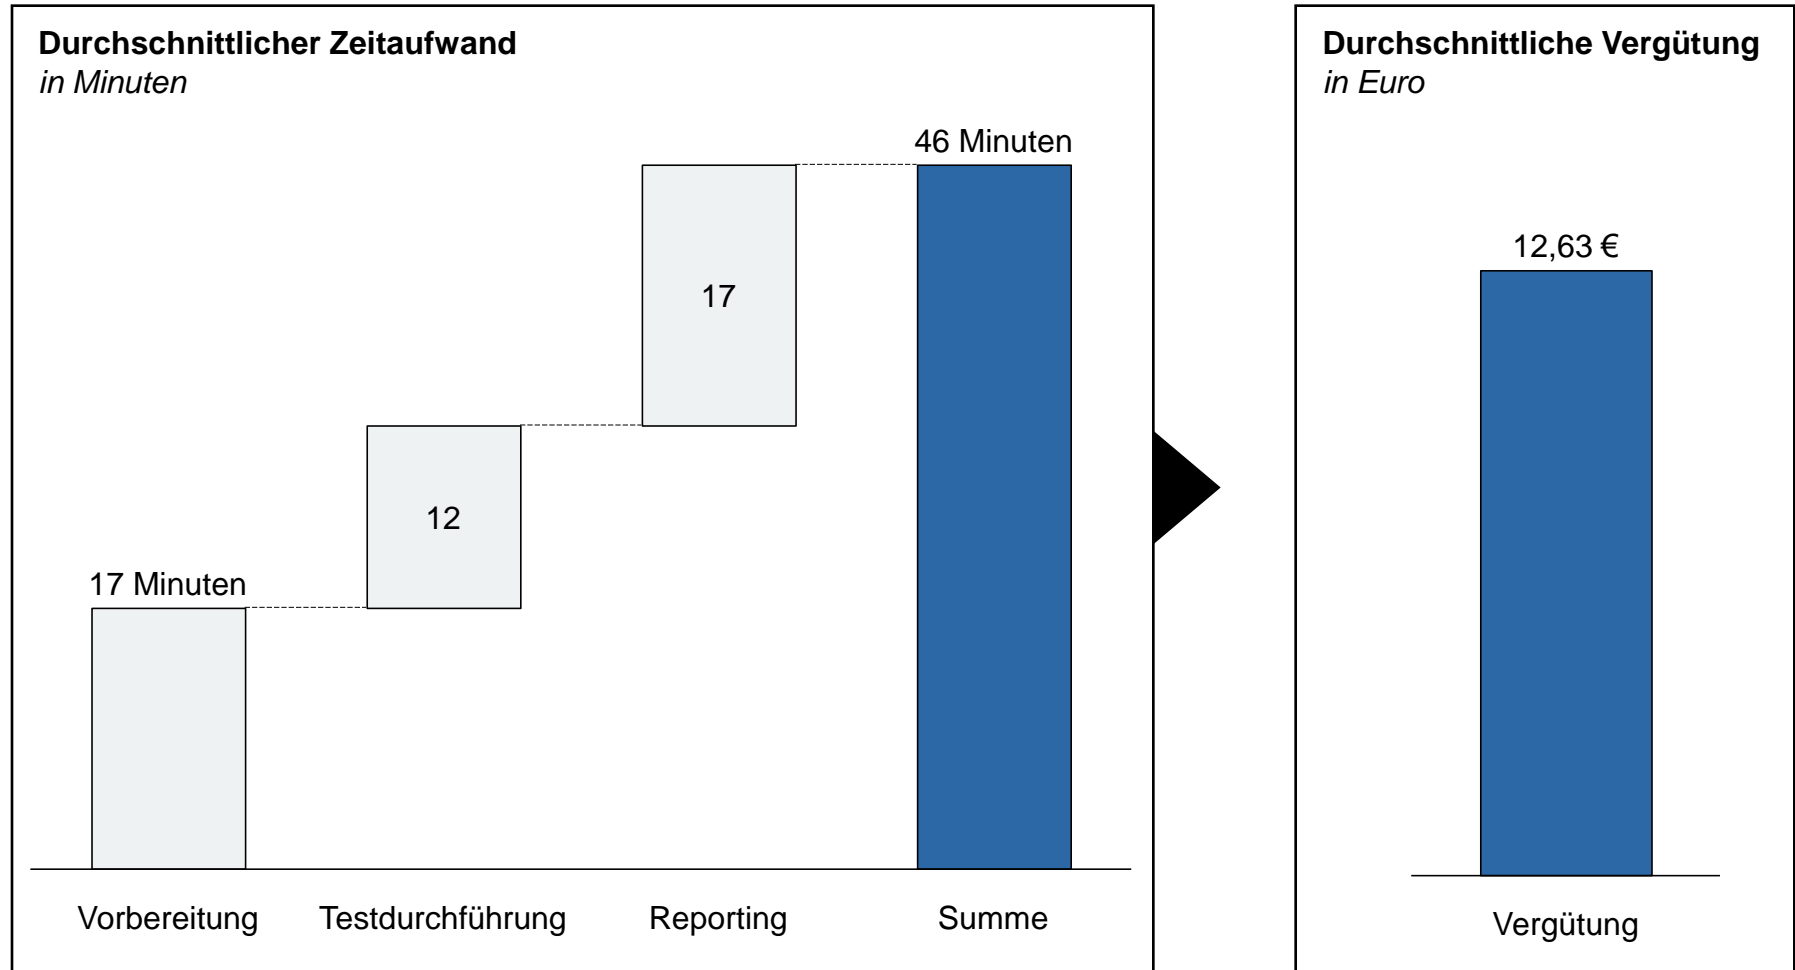 Durchschnittlicher Zeitaufwand
in Minuten
46 Minuten
17
12
17 Minuten
Vorbereitung
Testdurchführung
Reporting
Summe
Durchschnittliche Vergütung
in Euro
12,63 €
Vergütung